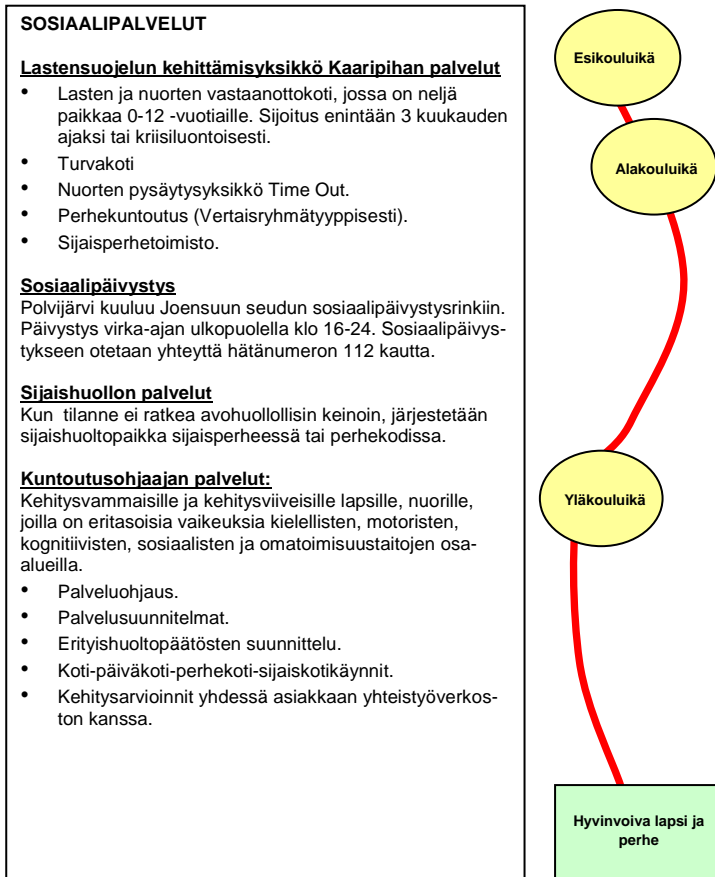 SOSIAALIPALVELUT
Lastensuojelun kehittämisyksikkö Kaaripihan palvelut
• Lasten ja nuorten vastaanottokoti, jossa on neljä
paikkaa 0-12 -vuotiaille. Sijoitus enintään 3 kuukauden
ajaksi tai kriisiluontoisesti.
• Turvakoti
• Nuorten pysäytysyksikkö Time Out.
• Perhekuntoutus (Vertaisryhmätyyppisesti).
• Sijaisperhetoimisto.
Sosiaalipäivystys
Polvijärvi kuuluu Joensuun seudun sosiaalipäivystysrinkiin.
Päivystys virka-ajan ulkopuolella klo 16-24. Sosiaalipäivys-
tykseen otetaan yhteyttä hätänumeron 112 kautta.
Sijaishuollon palvelut
Kun tilanne ei ratkea avohuollollisin keinoin, järjestetään
sijaishuoltopaikka sijaisperheessä tai perhekodissa.
Kuntoutusohjaajan palvelut:
Kehitysvammaisille ja kehitysviiveisille lapsille, nuorille,
joilla on eritasoisia vaikeuksia kielellisten, motoristen,
kognitiivisten, sosiaalisten ja omatoimisuustaitojen osa-
alueilla.
• Palveluohjaus.
• Palvelusuunnitelmat.
• Erityishuoltopäätösten suunnittelu.
• Koti-päiväkoti-perhekoti-sijaiskotikäynnit.
• Kehitysarvioinnit yhdessä asiakkaan yhteistyöverkos-
ton kanssa.
Esikouluikä
Alakouluikä
Yläkouluikä
Hyvinvoiva lapsi ja
perhe